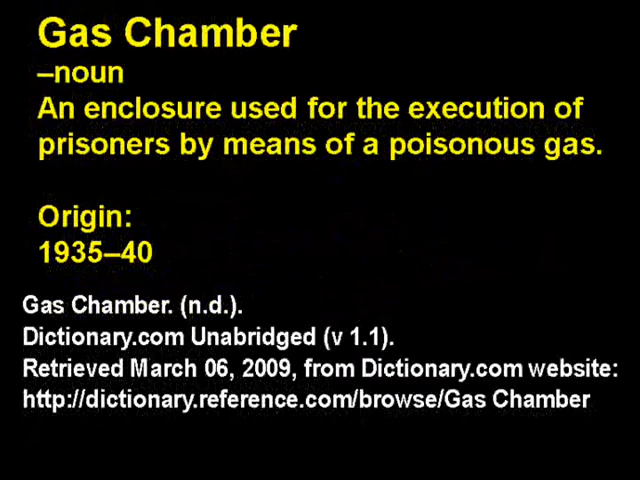 Gas Chamber
–noun
An enclosure used for the execution of
prisoners by means of a poisonous gas.
Origin:
1935–40
Gas Chamber. (n.d.).
Dictionary.com Unabridged (v 1.1).
Retrieved March 06, 2009, from Dictionary.com website:
http://dictionary.reference.com/browse/Gas Chamber